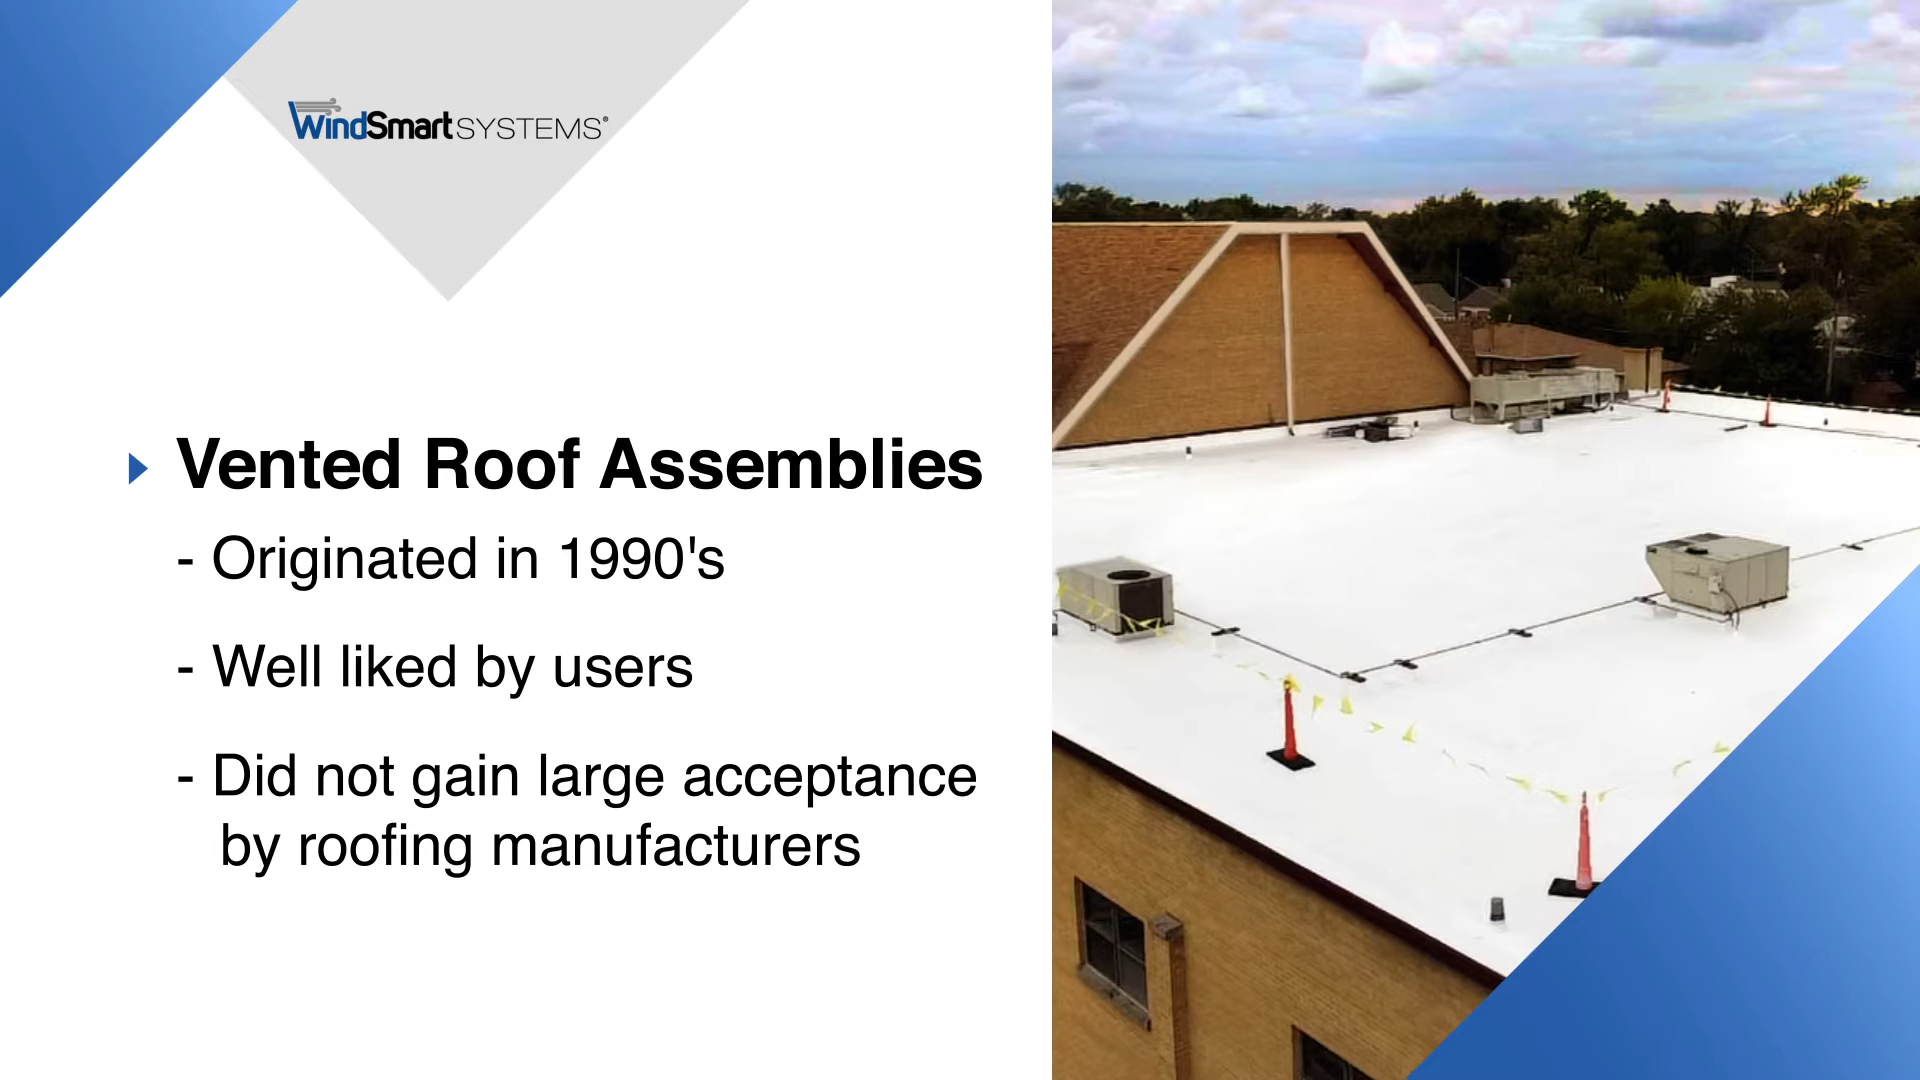 WindSmart SYSTEMS®
Vented Roof Assemblies
- Originated in 1990's
- Well liked by users
- Did not gain large acceptance
by roofing manufacturers